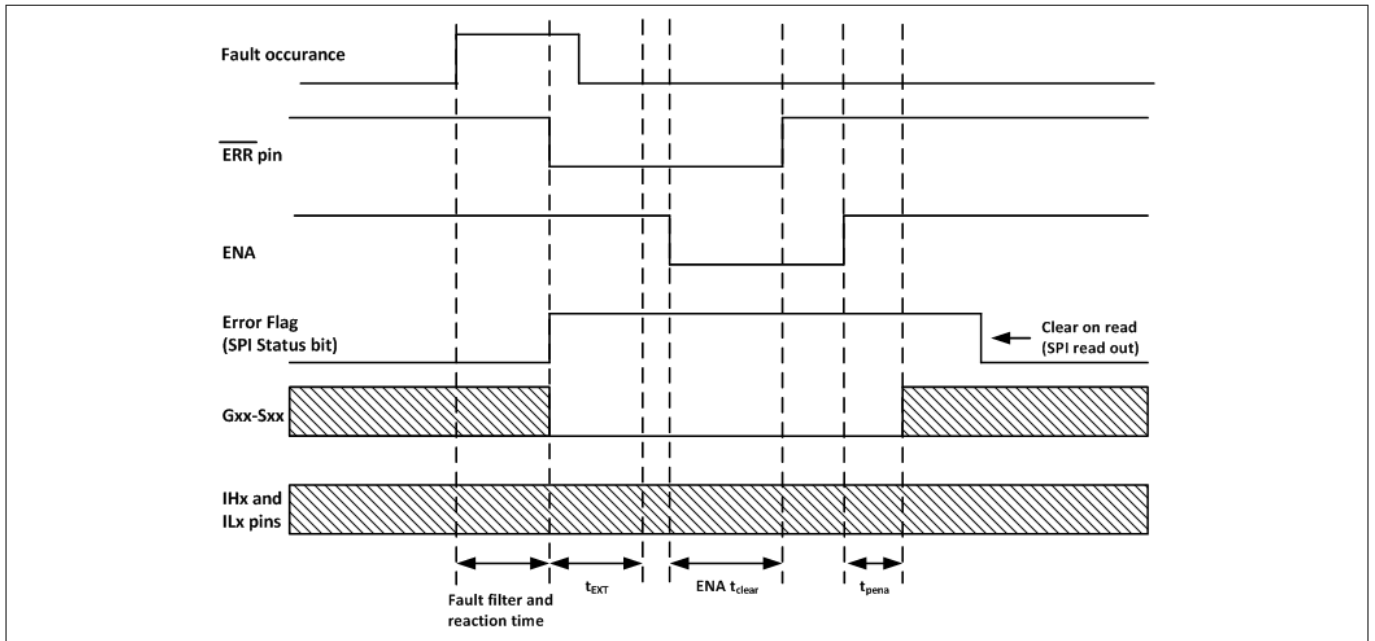 Fault occurance
ERR pin
ENA
Error Flag
(SPI Status bit)
Clear on read
(SPI read out)
Gxx-Sxx
IHx and
ILx pins
Fault filter and
reaction time
tEXT
ENA tclear
tpena